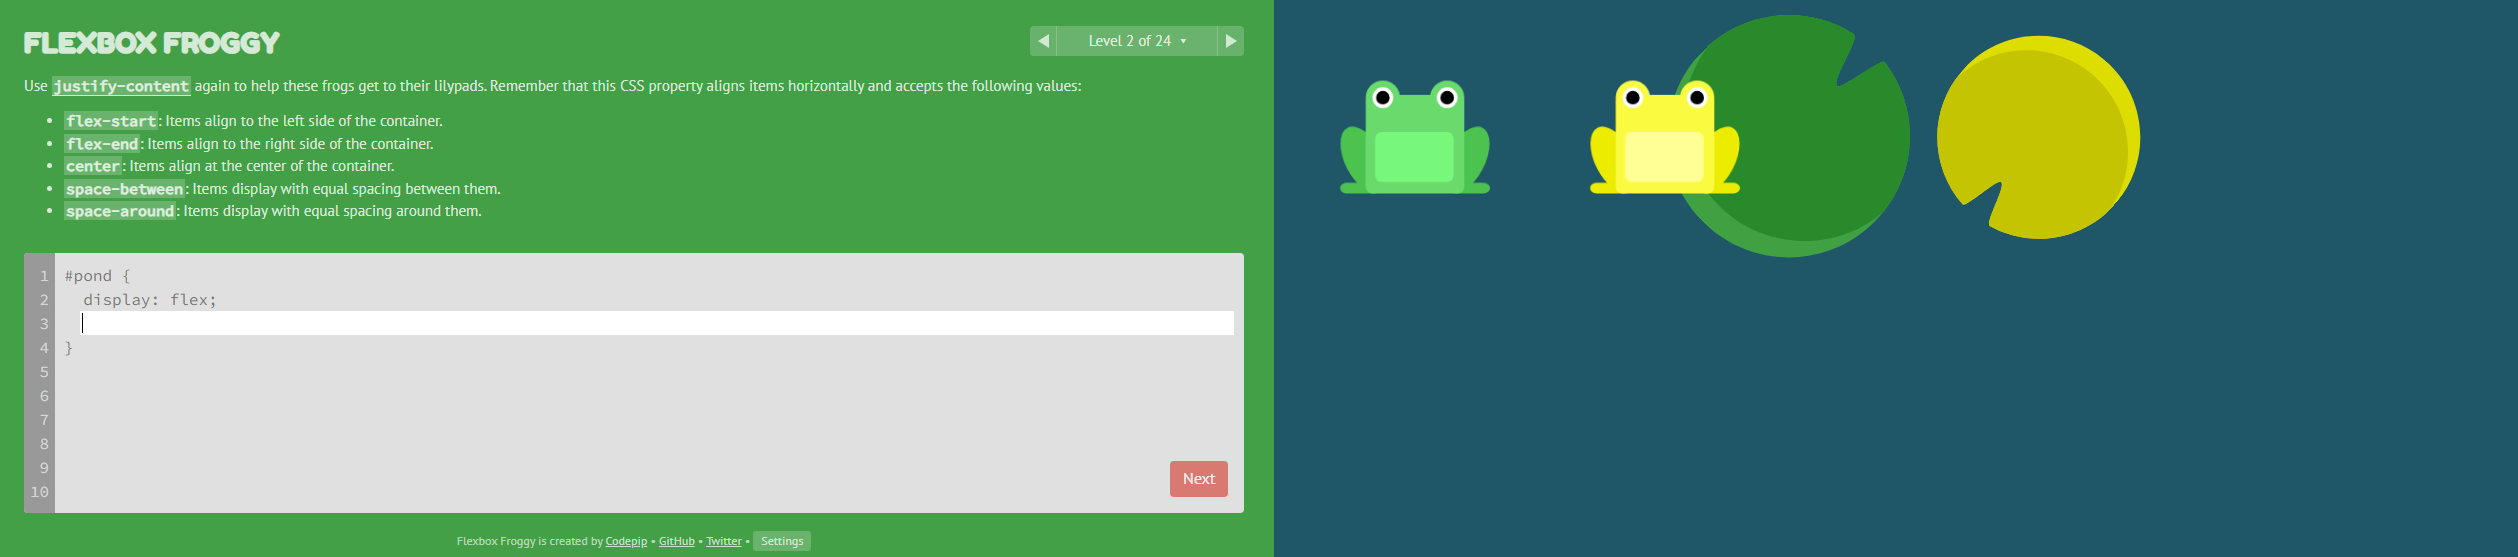 FLEXBOX FROGGY
Level 2 of 24
Use justify-content again to help these frogs get to their lilypads. Remember that this CSS property aligns items horizontally and accepts the following values:
• flex-start: Items align to the left side of the container.
• flex-end: Items align to the right side of the container.
• center: Items align at the center of the container.
• space-between: Items display with equal spacing between them.
• space-around: Items display with equal spacing around them.
1 #pond {
2   display: flex;
3
4 }
5
6
7
8
9
10
Next
Flexbox Froggy is created by Codepip • GitHub • Twitter • Settings